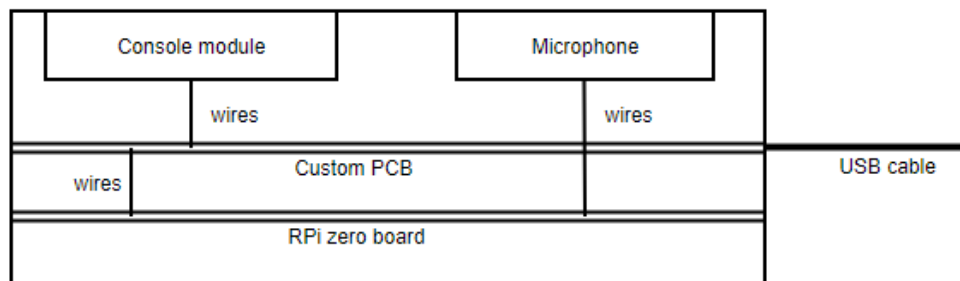 Console module
Microphone
wires
wires
Custom PCB
USB cable
wires
RPi zero board